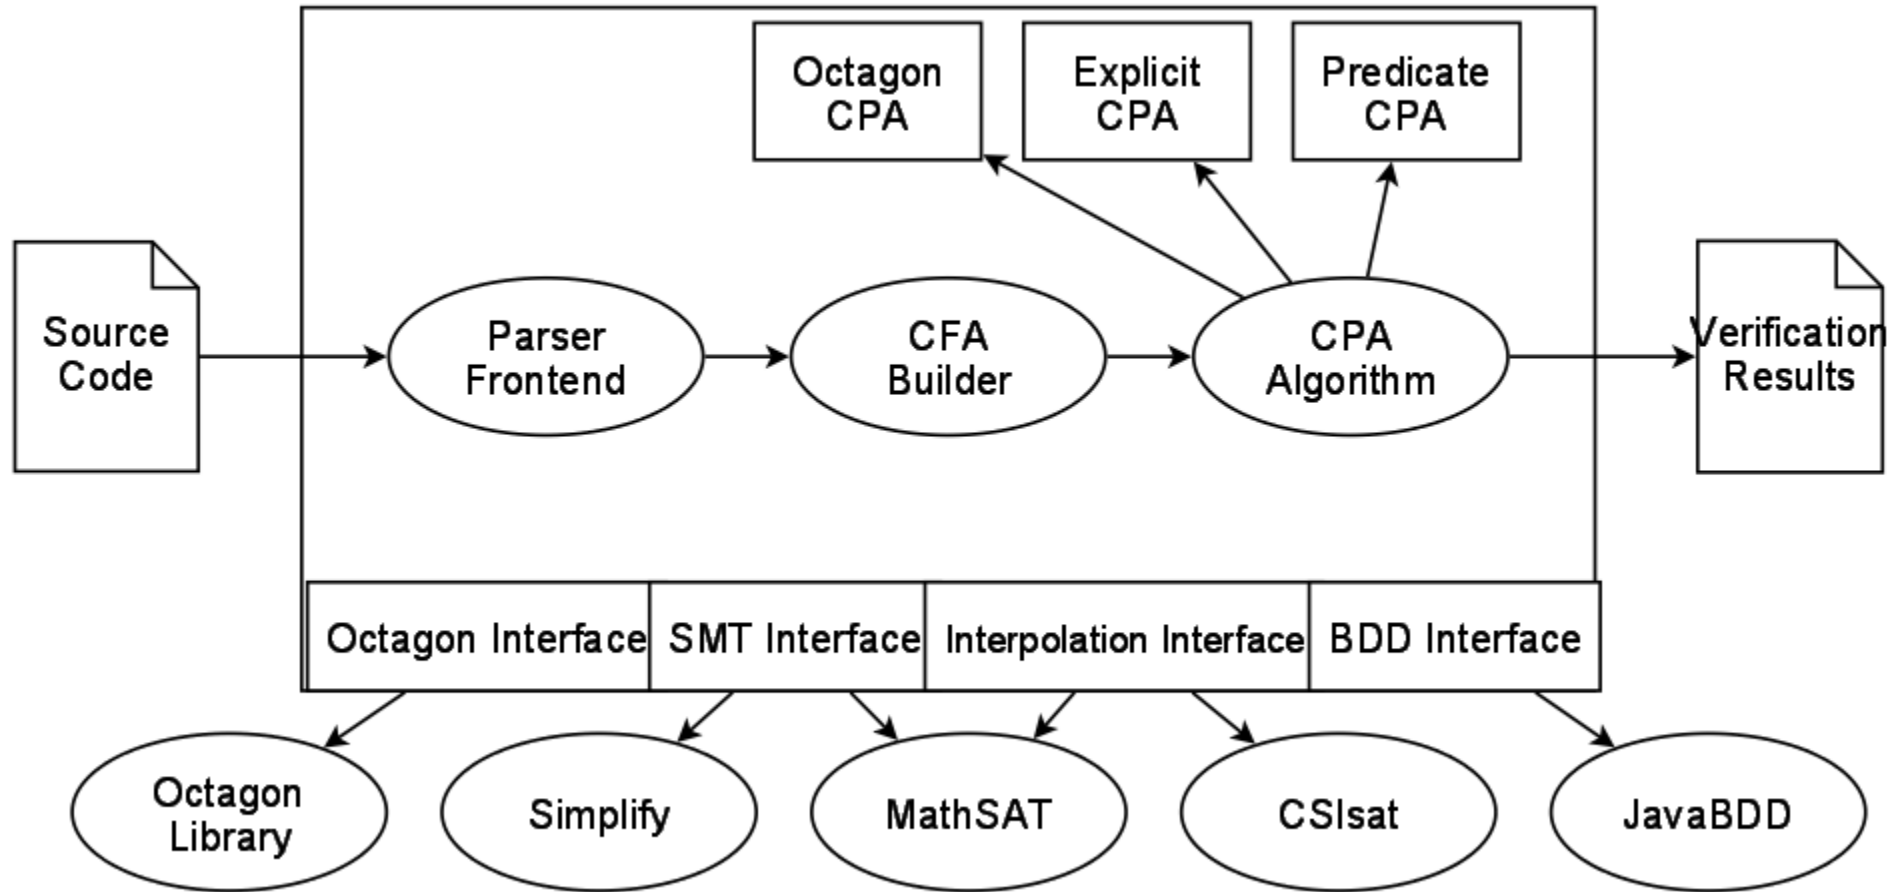 Octagon
CPA
Explicit
CPA
Predicate
CPA
Source
Code
Parser
Frontend
CFA
Builder
CPA
Algorithm
Verification
Results
Octagon Interface
SMT Interface
Interpolation Interface
BDD Interface
Octagon
Library
Simplify
MathSAT
CSIsat
JavaBDD